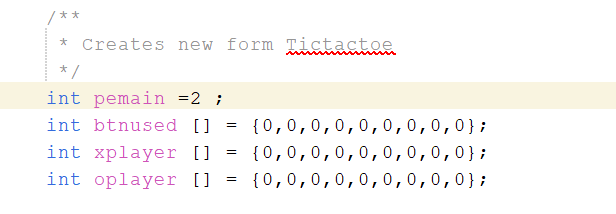 /**
* Creates new form Tictactoe
*/
int pemain =2 ;
int btnused [] = {0,0,0,0,0,0,0,0,0};
int xplayer [] = {0,0,0,0,0,0,0,0,0};
int oplayer [] = {0,0,0,0,0,0,0,0,0};